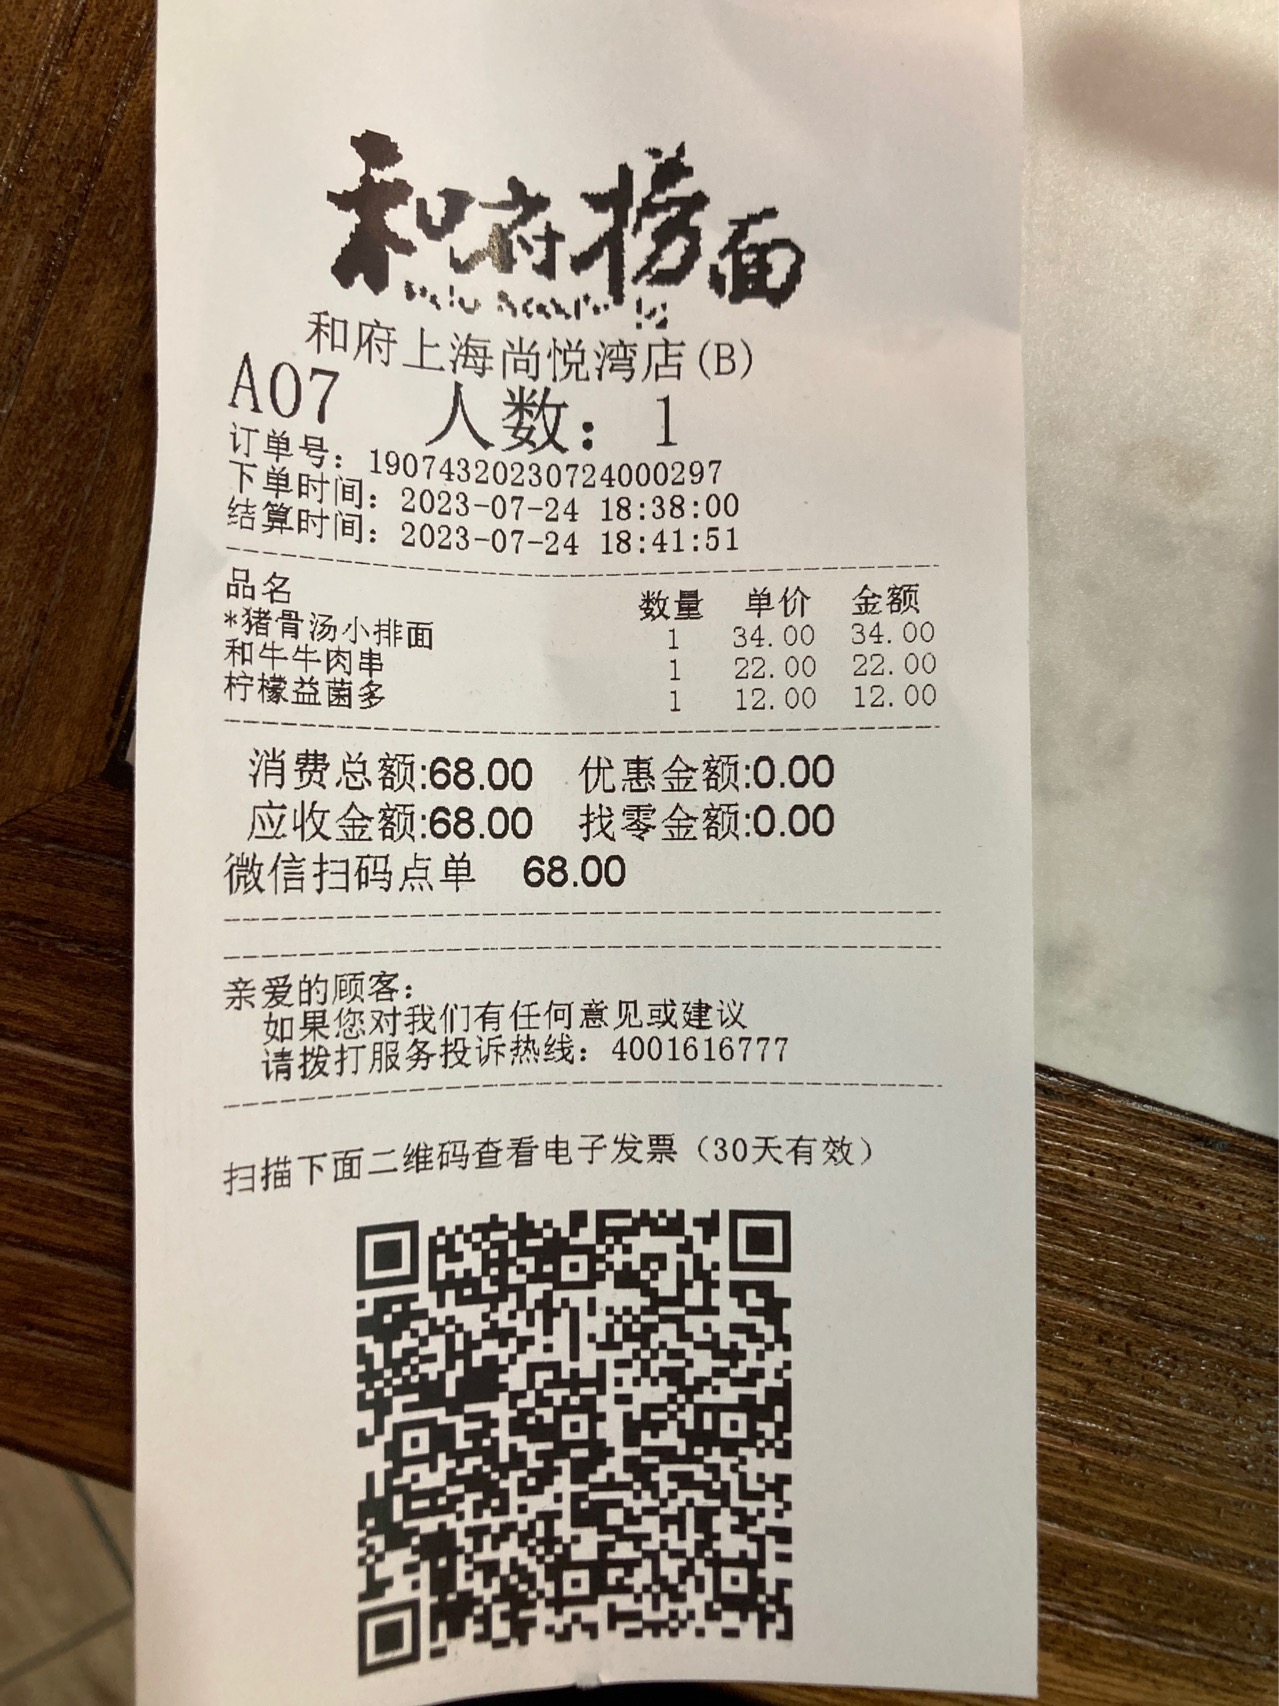 和府捞面
和府上海尚悦湾店(B)
A07 人数：1
订单号：19074320230724000297
下单时间：2023-07-24 18:38:00
结算时间：2023-07-24 18:41:51
品名 数量 单价 金额
*猪骨汤小排面 1 34.00 34.00
和牛牛肉串 1 22.00 22.00
柠檬益菌多 1 12.00 12.00
消费总额:68.00 优惠金额:0.00
应收金额:68.00 找零金额:0.00
微信扫码点单 68.00
亲爱的顾客：
如果您对我们有任何意见或建议
请拨打服务投诉热线：4001616777
扫描下面二维码查看电子发票（30天有效）